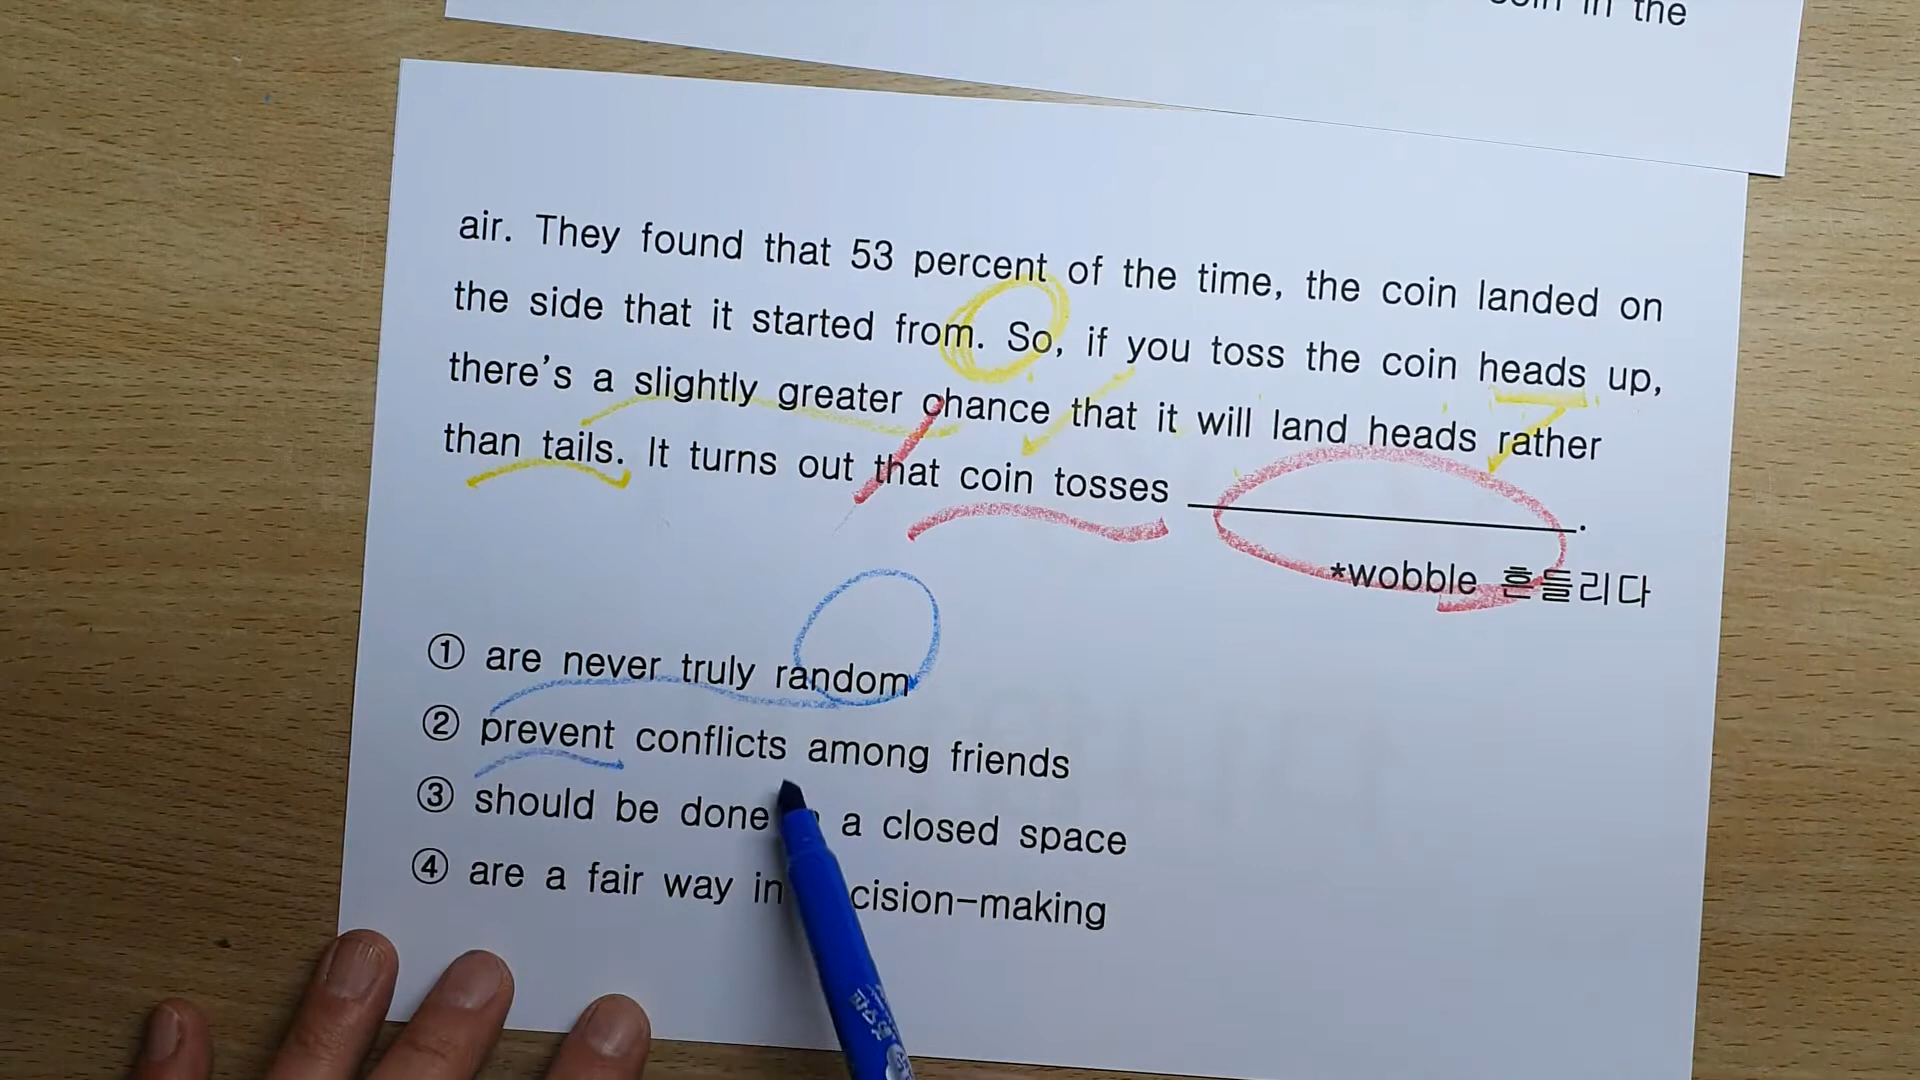 in the
air. They found that 53 percent of the time, the coin landed on
the side that it started from. So, if you toss the coin heads up,
there's a slightly greater chance that it will land heads rather
than tails. It turns out that coin tosses ____________.
*wobble 흔들리다
① are never truly random
② prevent conflicts among friends
③ should be done a closed space
④ are a fair way in cision-making